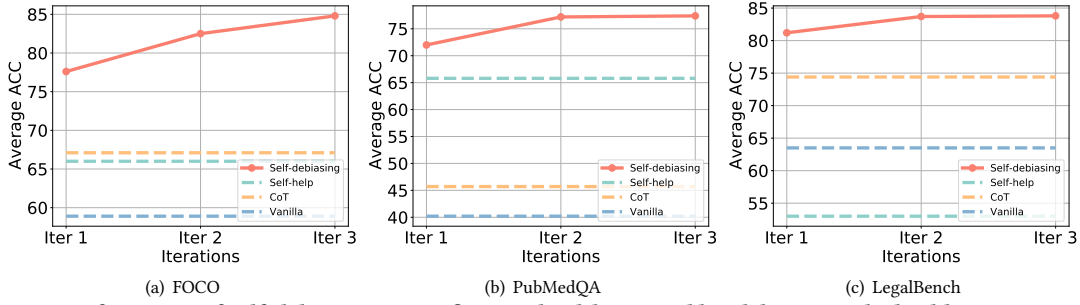 85
80
75
70
65
60
Average ACC
Iter 1
Iter 2
Iter 3
Iterations
Self-debiasing
Self-help
CoT
Vanilla
(a) FOCO
75
70
65
60
55
50
45
40
Average ACC
Iter 1
Iter 2
Iter 3
Iterations
Self-debiasing
Self-help
CoT
Vanilla
(b) PubMedQA
85
80
75
70
65
60
55
Average ACC
Iter 1
Iter 2
Iter 3
Iterations
Self-debiasing
Self-help
CoT
Vanilla
(c) LegalBench